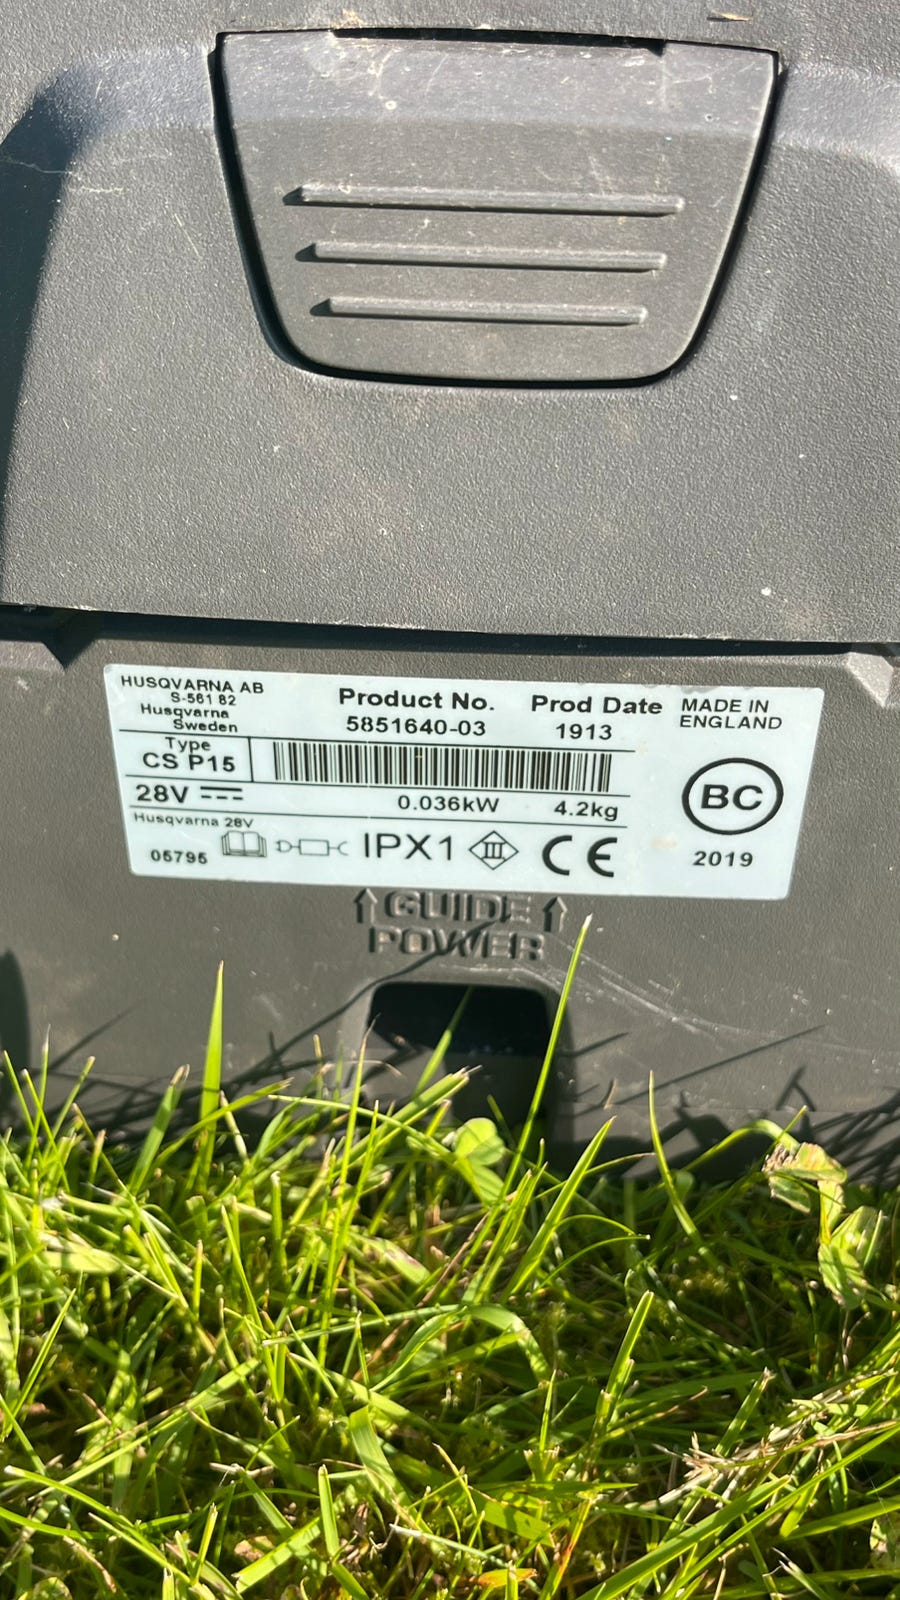 HUSQVARNA AB
S-561 82
Husqvarna
Sweden
Product No.
5851640-03
Prod Date
1913
MADE IN
ENGLAND
Type
CS P15
28V
0.036kW
4.2kg
BC
Husqvarna 28V
05795
IPX1
III
CE
2019
GUIDE
POWER